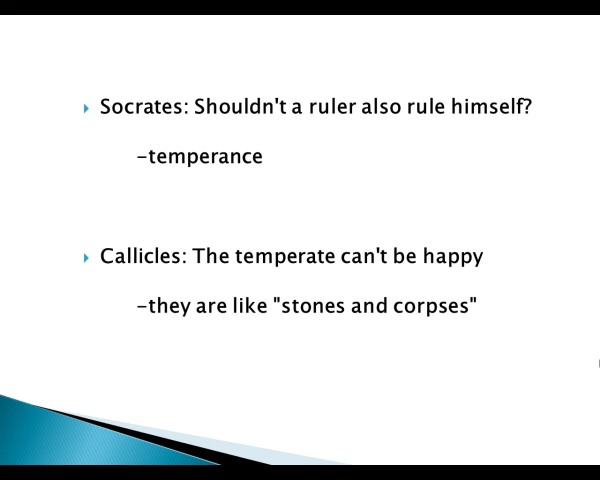 Socrates: Shouldn't a ruler also rule himself?
–temperance
Callicles: The temperate can't be happy
–they are like "stones and corpses"